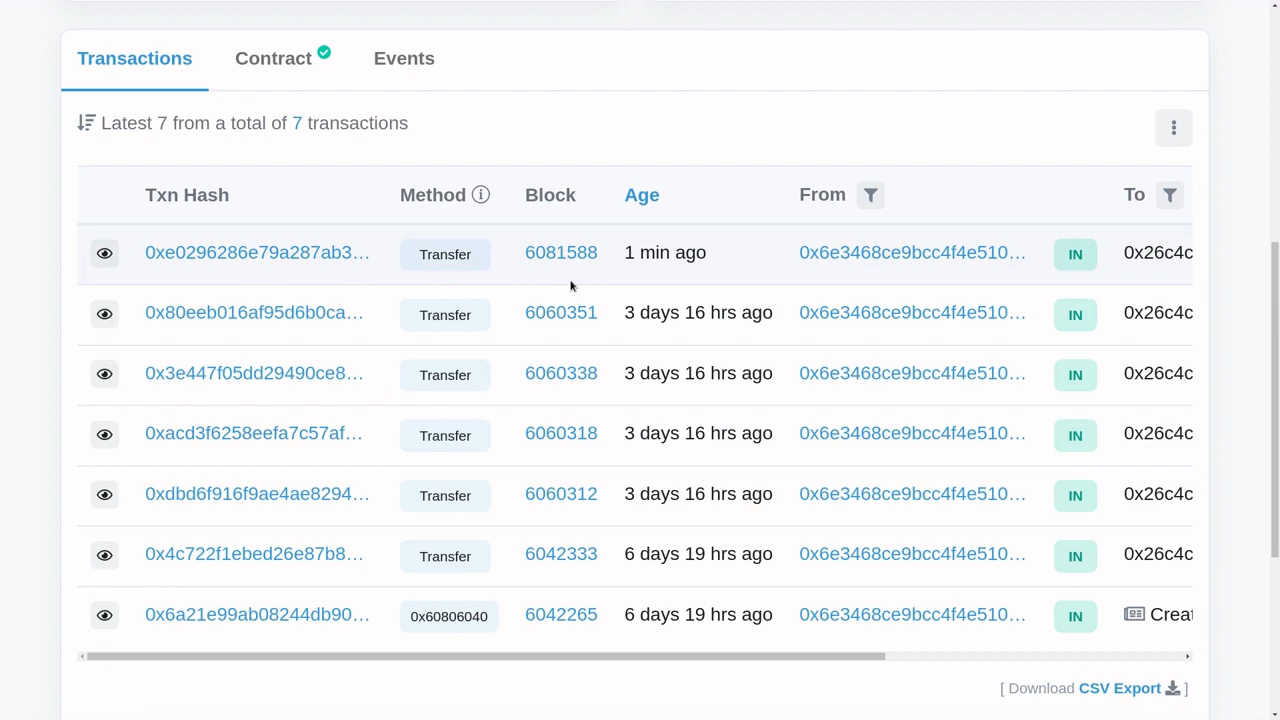 Transactions Contract Events
Latest 7 from a total of 7 transactions
Txn Hash Method Block Age From To
0xe0296286e79a287ab3... Transfer 6081588 1 min ago 0x6e3468ce9bcc4f4e510... IN 0x26c4c
0x80eeb016af95d6b0ca... Transfer 6060351 3 days 16 hrs ago 0x6e3468ce9bcc4f4e510... IN 0x26c4c
0x3e447f05dd29490ce8... Transfer 6060338 3 days 16 hrs ago 0x6e3468ce9bcc4f4e510... IN 0x26c4c
0xacd3f6258eefa7c57af... Transfer 6060318 3 days 16 hrs ago 0x6e3468ce9bcc4f4e510... IN 0x26c4c
0xdbd6f916f9ae4ae8294... Transfer 6060312 3 days 16 hrs ago 0x6e3468ce9bcc4f4e510... IN 0x26c4c
0x4c722f1ebed26e87b8... Transfer 6042333 6 days 19 hrs ago 0x6e3468ce9bcc4f4e510... IN 0x26c4c
0x6a21e99ab08244db90... 0x60806040 6042265 6 days 19 hrs ago 0x6e3468ce9bcc4f4e510... IN Creat
[ Download CSV Export ]